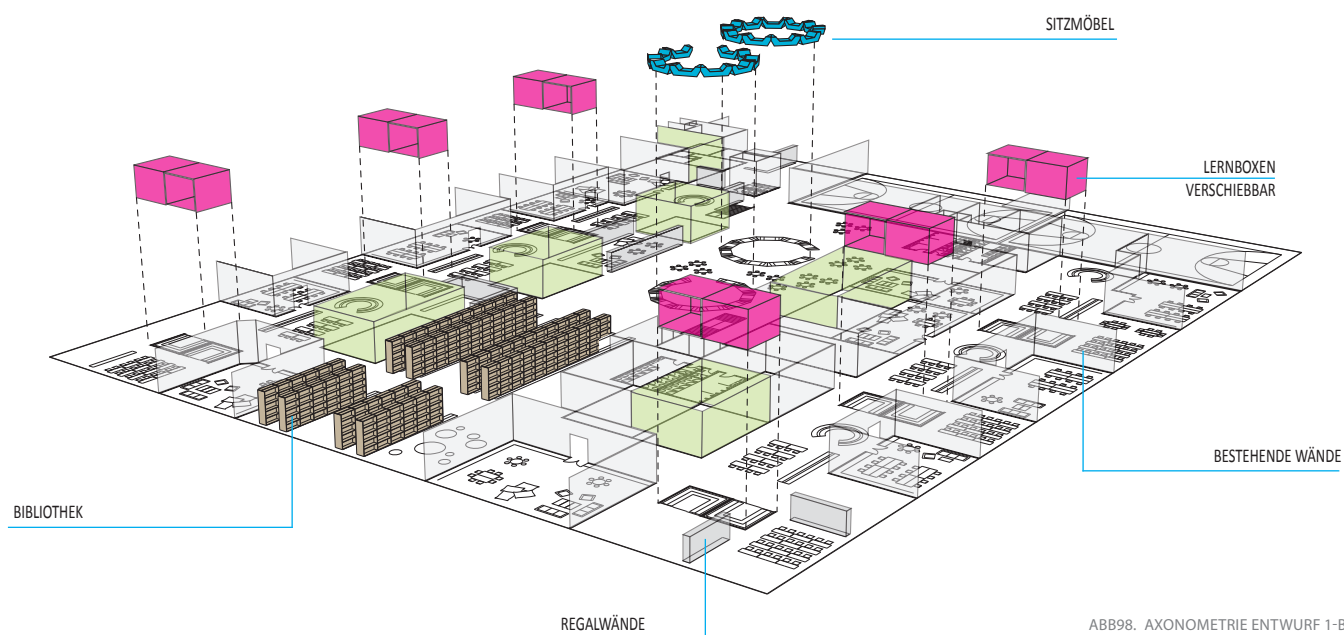 SITZMÖBEL
LERNBOXEN
VERSCHIEBBAR
BESTEHENDE WÄNDE
BIBLIOTHEK
REGALWÄNDE
ABB98. AXONOMETRIE ENTWURF 1-B